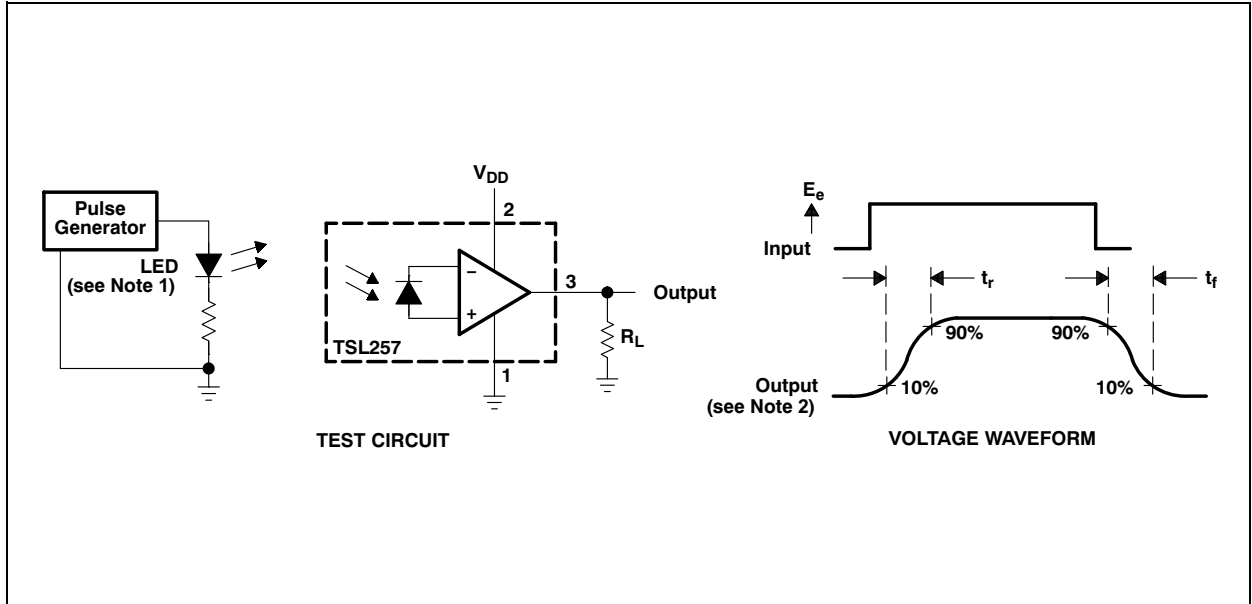 Pulse
Generator
LED
(see Note 1)
V_DD
2
−
+
3
Output
R_L
TSL257
1
TEST CIRCUIT
E_e
Input
t_r
t_f
90%
90%
Output
(see Note 2)
10%
10%
VOLTAGE WAVEFORM